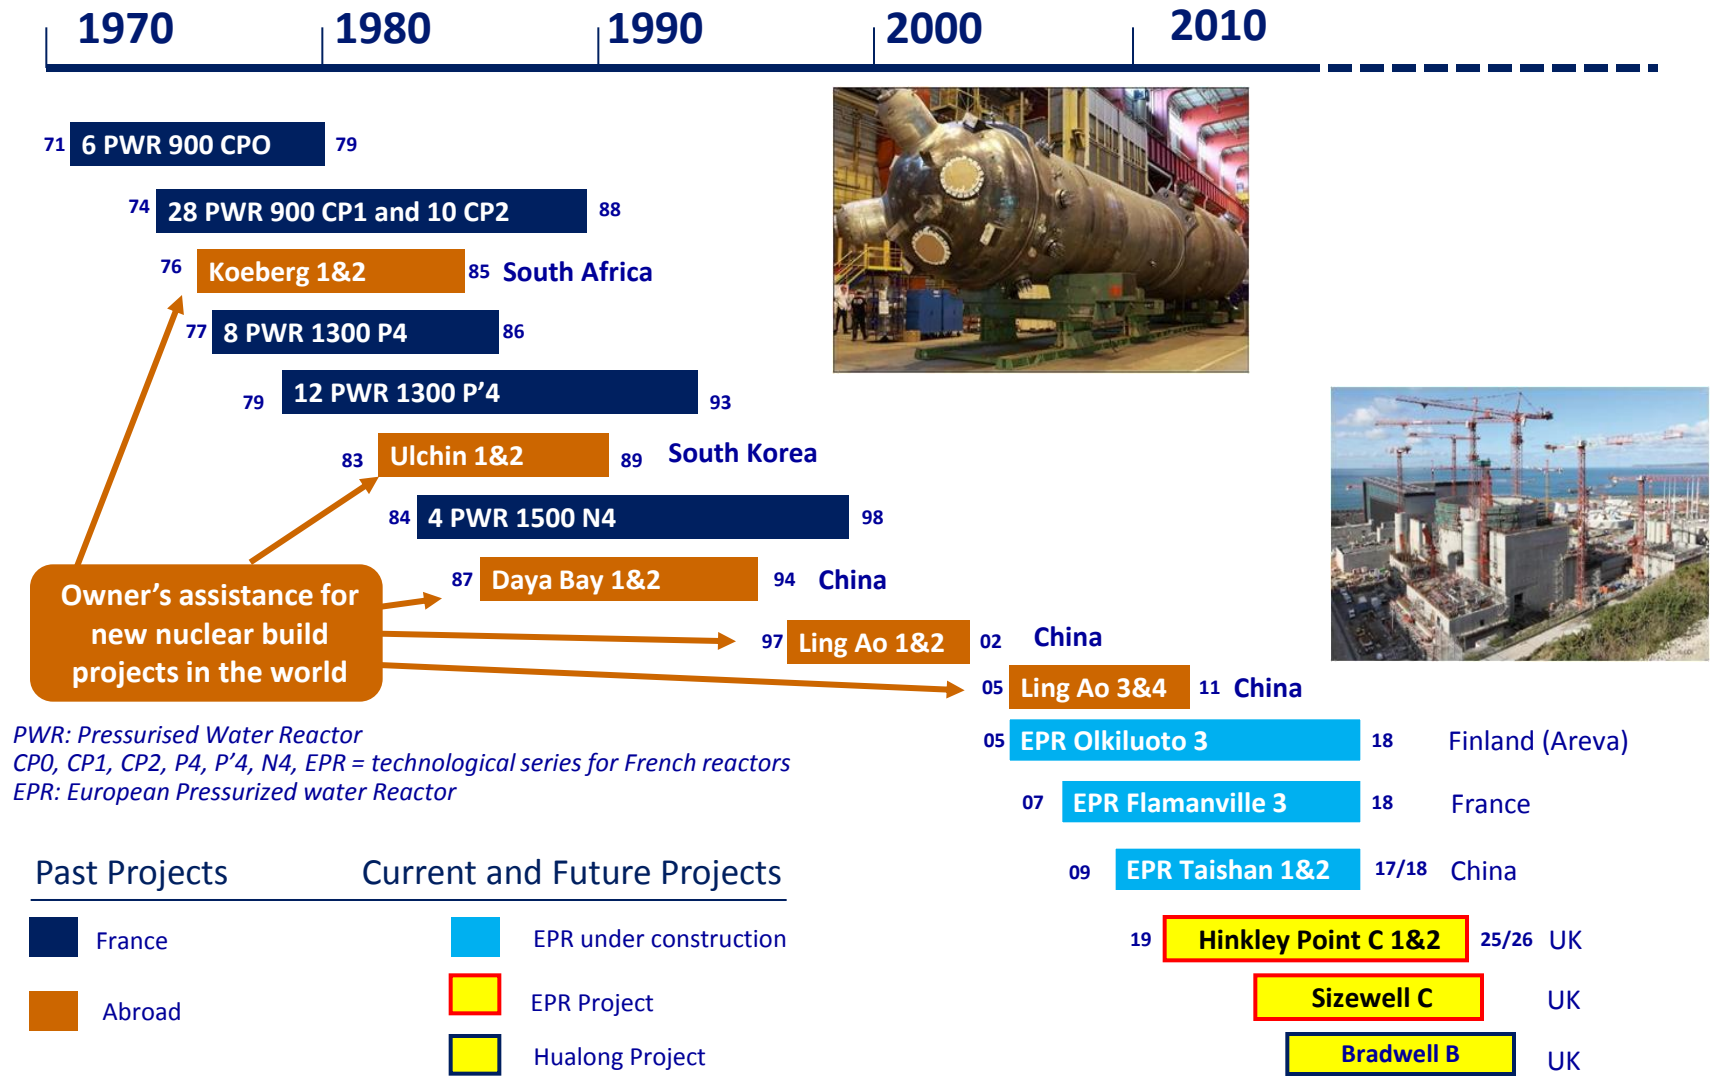 1970 1980 1990 2000 2010
71 6 PWR 900 CPO 79
74 28 PWR 900 CP1 and 10 CP2 88
76 Koeberg 1&2 85 South Africa
77 8 PWR 1300 P4 86
79 12 PWR 1300 P’4 93
83 Ulchin 1&2 89 South Korea
84 4 PWR 1500 N4 98
87 Daya Bay 1&2 94 China
Owner’s assistance for
new nuclear build
projects in the world
97 Ling Ao 1&2 02 China
05 Ling Ao 3&4 11 China
05 EPR Olkiluoto 3 18 Finland (Areva)
07 EPR Flamanville 3 18 France
09 EPR Taishan 1&2 17/18 China
19 Hinkley Point C 1&2 25/26 UK
Sizewell C UK
Bradwell B UK
PWR: Pressurised Water Reactor
CP0, CP1, CP2, P4, P’4, N4, EPR = technological series for French reactors
EPR: European Pressurized water Reactor
Past Projects Current and Future Projects
France EPR under construction
Abroad EPR Project
Hualong Project